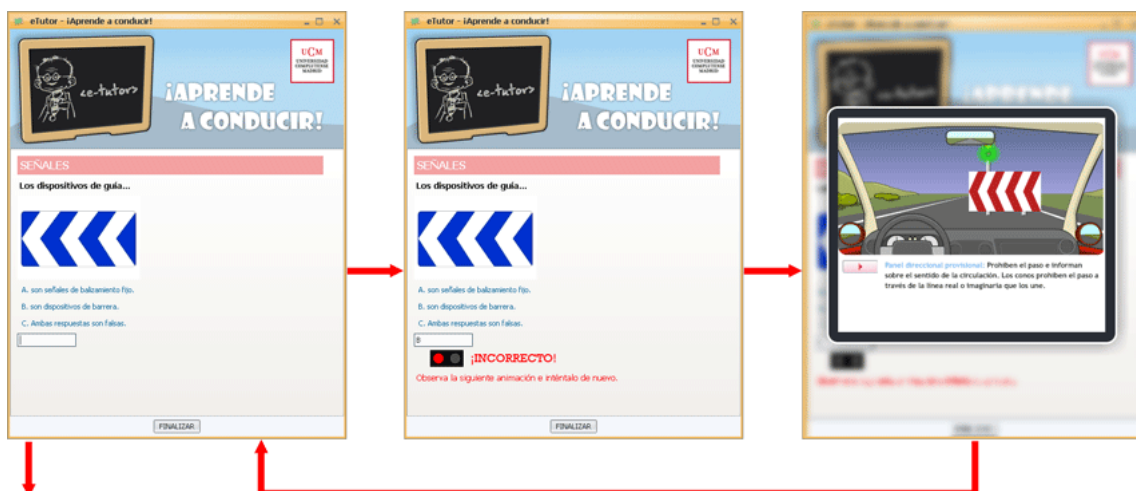 eTutor - ¡Aprende a conducir!
UCM
UNIVERSIDAD
COMPLUTENSE
MADRID
<e-tutor>
¡APRENDE
A CONDUCIR!
SEÑALES
Los dispositivos de guía...
A. son señales de balizamiento fijo.
B. son dispositivos de barrera.
C. Ambas respuestas son falsas.
FINALIZAR
eTutor - ¡Aprende a conducir!
UCM
UNIVERSIDAD
COMPLUTENSE
MADRID
<e-tutor>
¡APRENDE
A CONDUCIR!
SEÑALES
Los dispositivos de guía...
A. son señales de balizamiento fijo.
B. son dispositivos de barrera.
C. Ambas respuestas son falsas.
B
¡INCORRECTO!
Observa la siguiente animación e inténtalo de nuevo.
FINALIZAR
Panel direccional provisional: Prohíben el paso e informan
sobre el sentido de la circulación. Los conos prohíben el paso a
través de la línea real o imaginaria que los une.